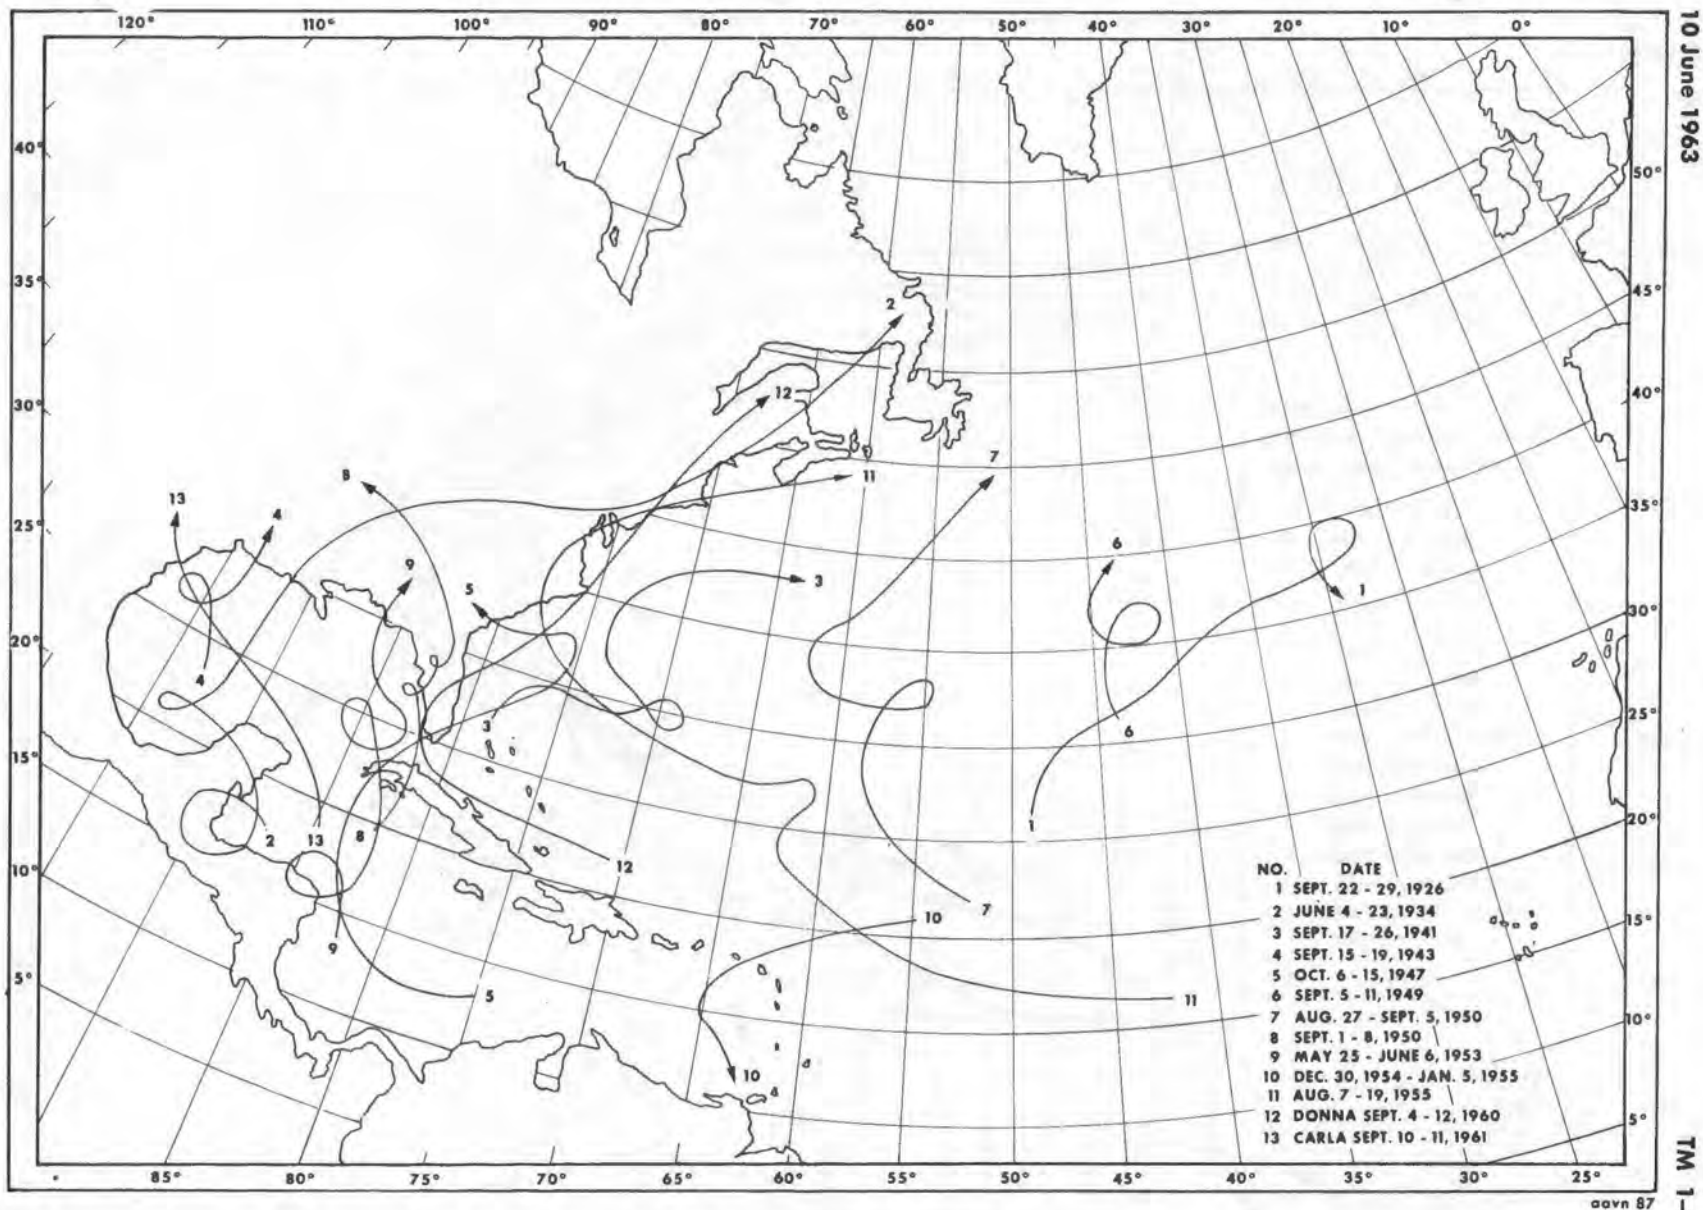 120° 110° 100° 90° 80° 70° 60° 50° 40° 30° 20° 10° 0°
10 June 1963
40°
35°
30°
25°
20°
15°
10°
5°
50°
45°
40°
35°
30°
25°
20°
15°
10°
5°
2
12
7
11
8
13
4
9
5
3
6
1
4
3
6
2
13
8
12
1
7
10
9
5
11
10
NO. DATE
1 SEPT. 22 - 29, 1926
2 JUNE 4 - 23, 1934
3 SEPT. 17 - 26, 1941
4 SEPT. 15 - 19, 1943
5 OCT. 6 - 15, 1947
6 SEPT. 5 - 11, 1949
7 AUG. 27 - SEPT. 5, 1950
8 SEPT. 1 - 8, 1950
9 MAY 25 - JUNE 6, 1953
10 DEC. 30, 1954 - JAN. 5, 1955
11 AUG. 7 - 19, 1955
12 DONNA SEPT. 4 - 12, 1960
13 CARLA SEPT. 10 - 11, 1961
85° 80° 75° 70° 65° 60° 55° 50° 45° 40° 35° 30° 25°
aavn 87
TM 1-